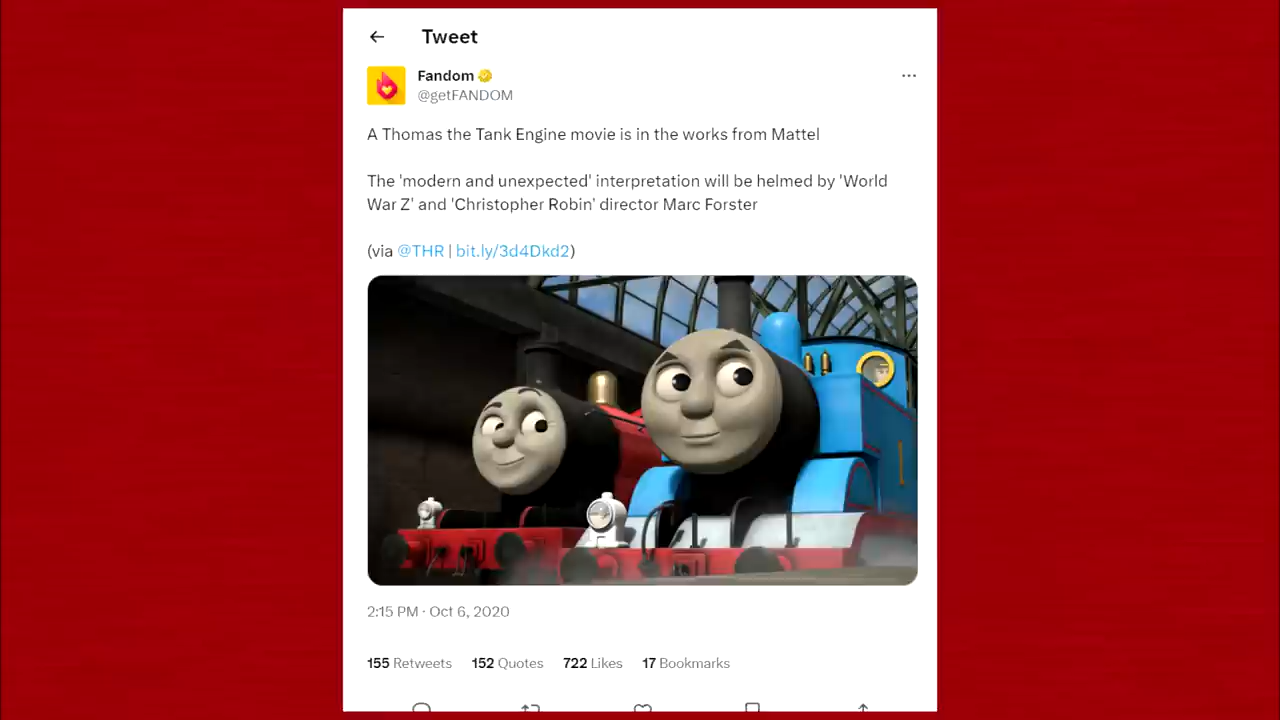 Tweet
Fandom
@getFANDOM
A Thomas the Tank Engine movie is in the works from Mattel
The 'modern and unexpected' interpretation will be helmed by 'World
War Z' and 'Christopher Robin' director Marc Forster
(via @THR | bit.ly/3d4Dkd2)
2:15 PM · Oct 6, 2020
155 Retweets 152 Quotes 722 Likes 17 Bookmarks